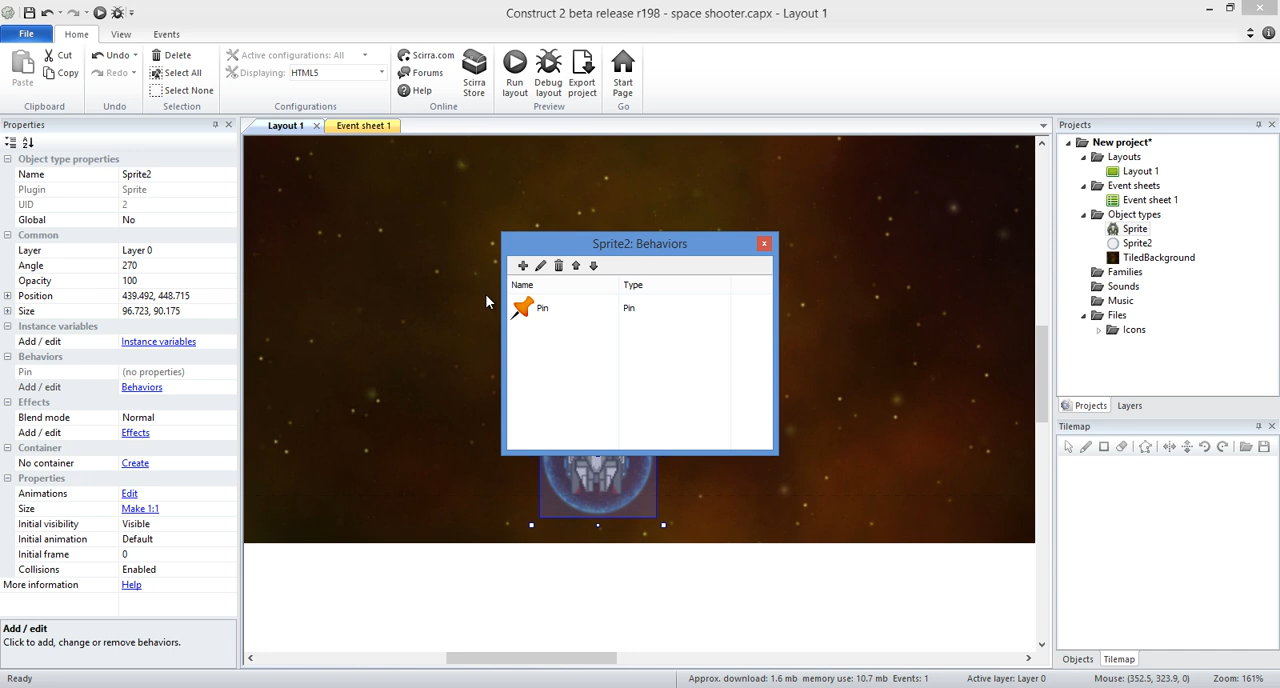 Construct 2 beta release r198 - space shooter.capx - Layout 1
File Home View Events
Paste Cut Copy
Clipboard
Undo Redo
Undo
Delete
Select All
Select None
Selection
Active configurations: All
Displaying: HTML5
Configurations
Scirra.com
Forums
Help
Scirra Store
Online
Run layout
Debug layout
Export project
Preview
Start Page
Go
Properties
Object type properties
Name Sprite2
Plugin Sprite
UID 2
Global No
Common
Layer Layer 0
Angle 270
Opacity 100
Position 439.492, 448.715
Size 96.723, 90.175
Instance variables
Add / edit Instance variables
Behaviors
Pin (no properties)
Add / edit Behaviors
Effects
Blend mode Normal
Add / edit Effects
Container
No container Create
Properties
Animations Edit
Size Make 1:1
Initial visibility Visible
Initial animation Default
Initial frame 0
Collisions Enabled
More information Help
Add / edit
Click to add, change or remove behaviors.
Layout 1 Event sheet 1
Sprite2: Behaviors
Name Type
Pin Pin
Projects
New project*
Layouts
Layout 1
Event sheets
Event sheet 1
Object types
Sprite
Sprite2
TiledBackground
Families
Sounds
Music
Files
Icons
Projects Layers
Tilemap
Objects Tilemap
Ready
Approx. download: 1.6 mb memory use: 10.7 mb Events: 1 Active layer: Layer 0 Mouse: (352.5, 323.9, 0) Zoom: 161%